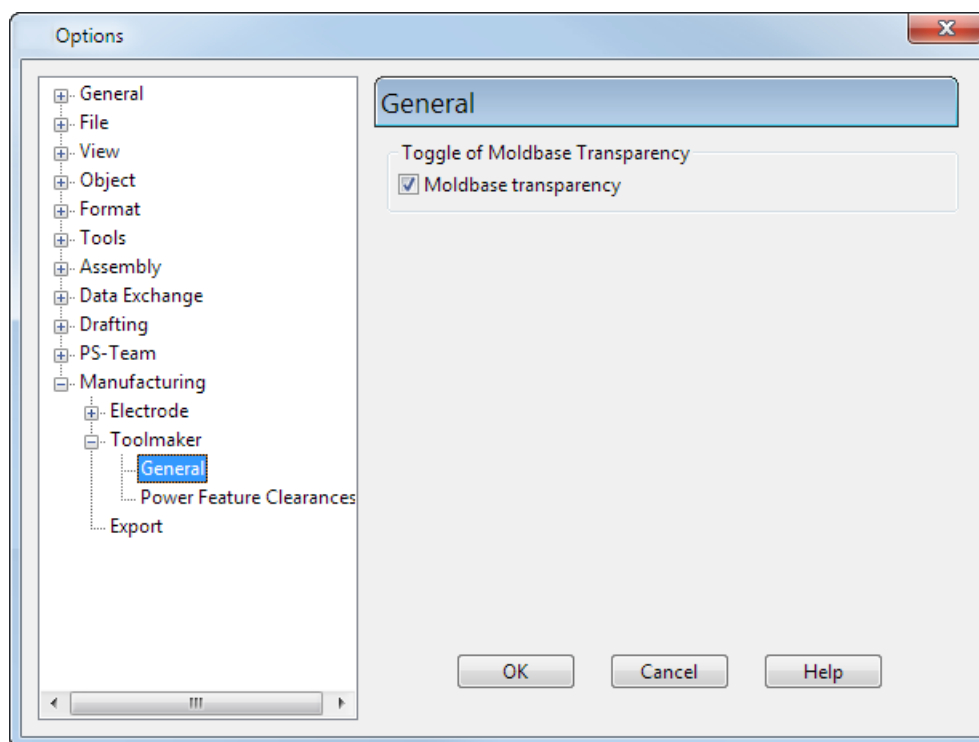 Options
General
File
View
Object
Format
Tools
Assembly
Data Exchange
Drafting
PS-Team
Manufacturing
Electrode
Toolmaker
General
Power Feature Clearances
Export
General
Toggle of Moldbase Transparency
Moldbase transparency
OK
Cancel
Help